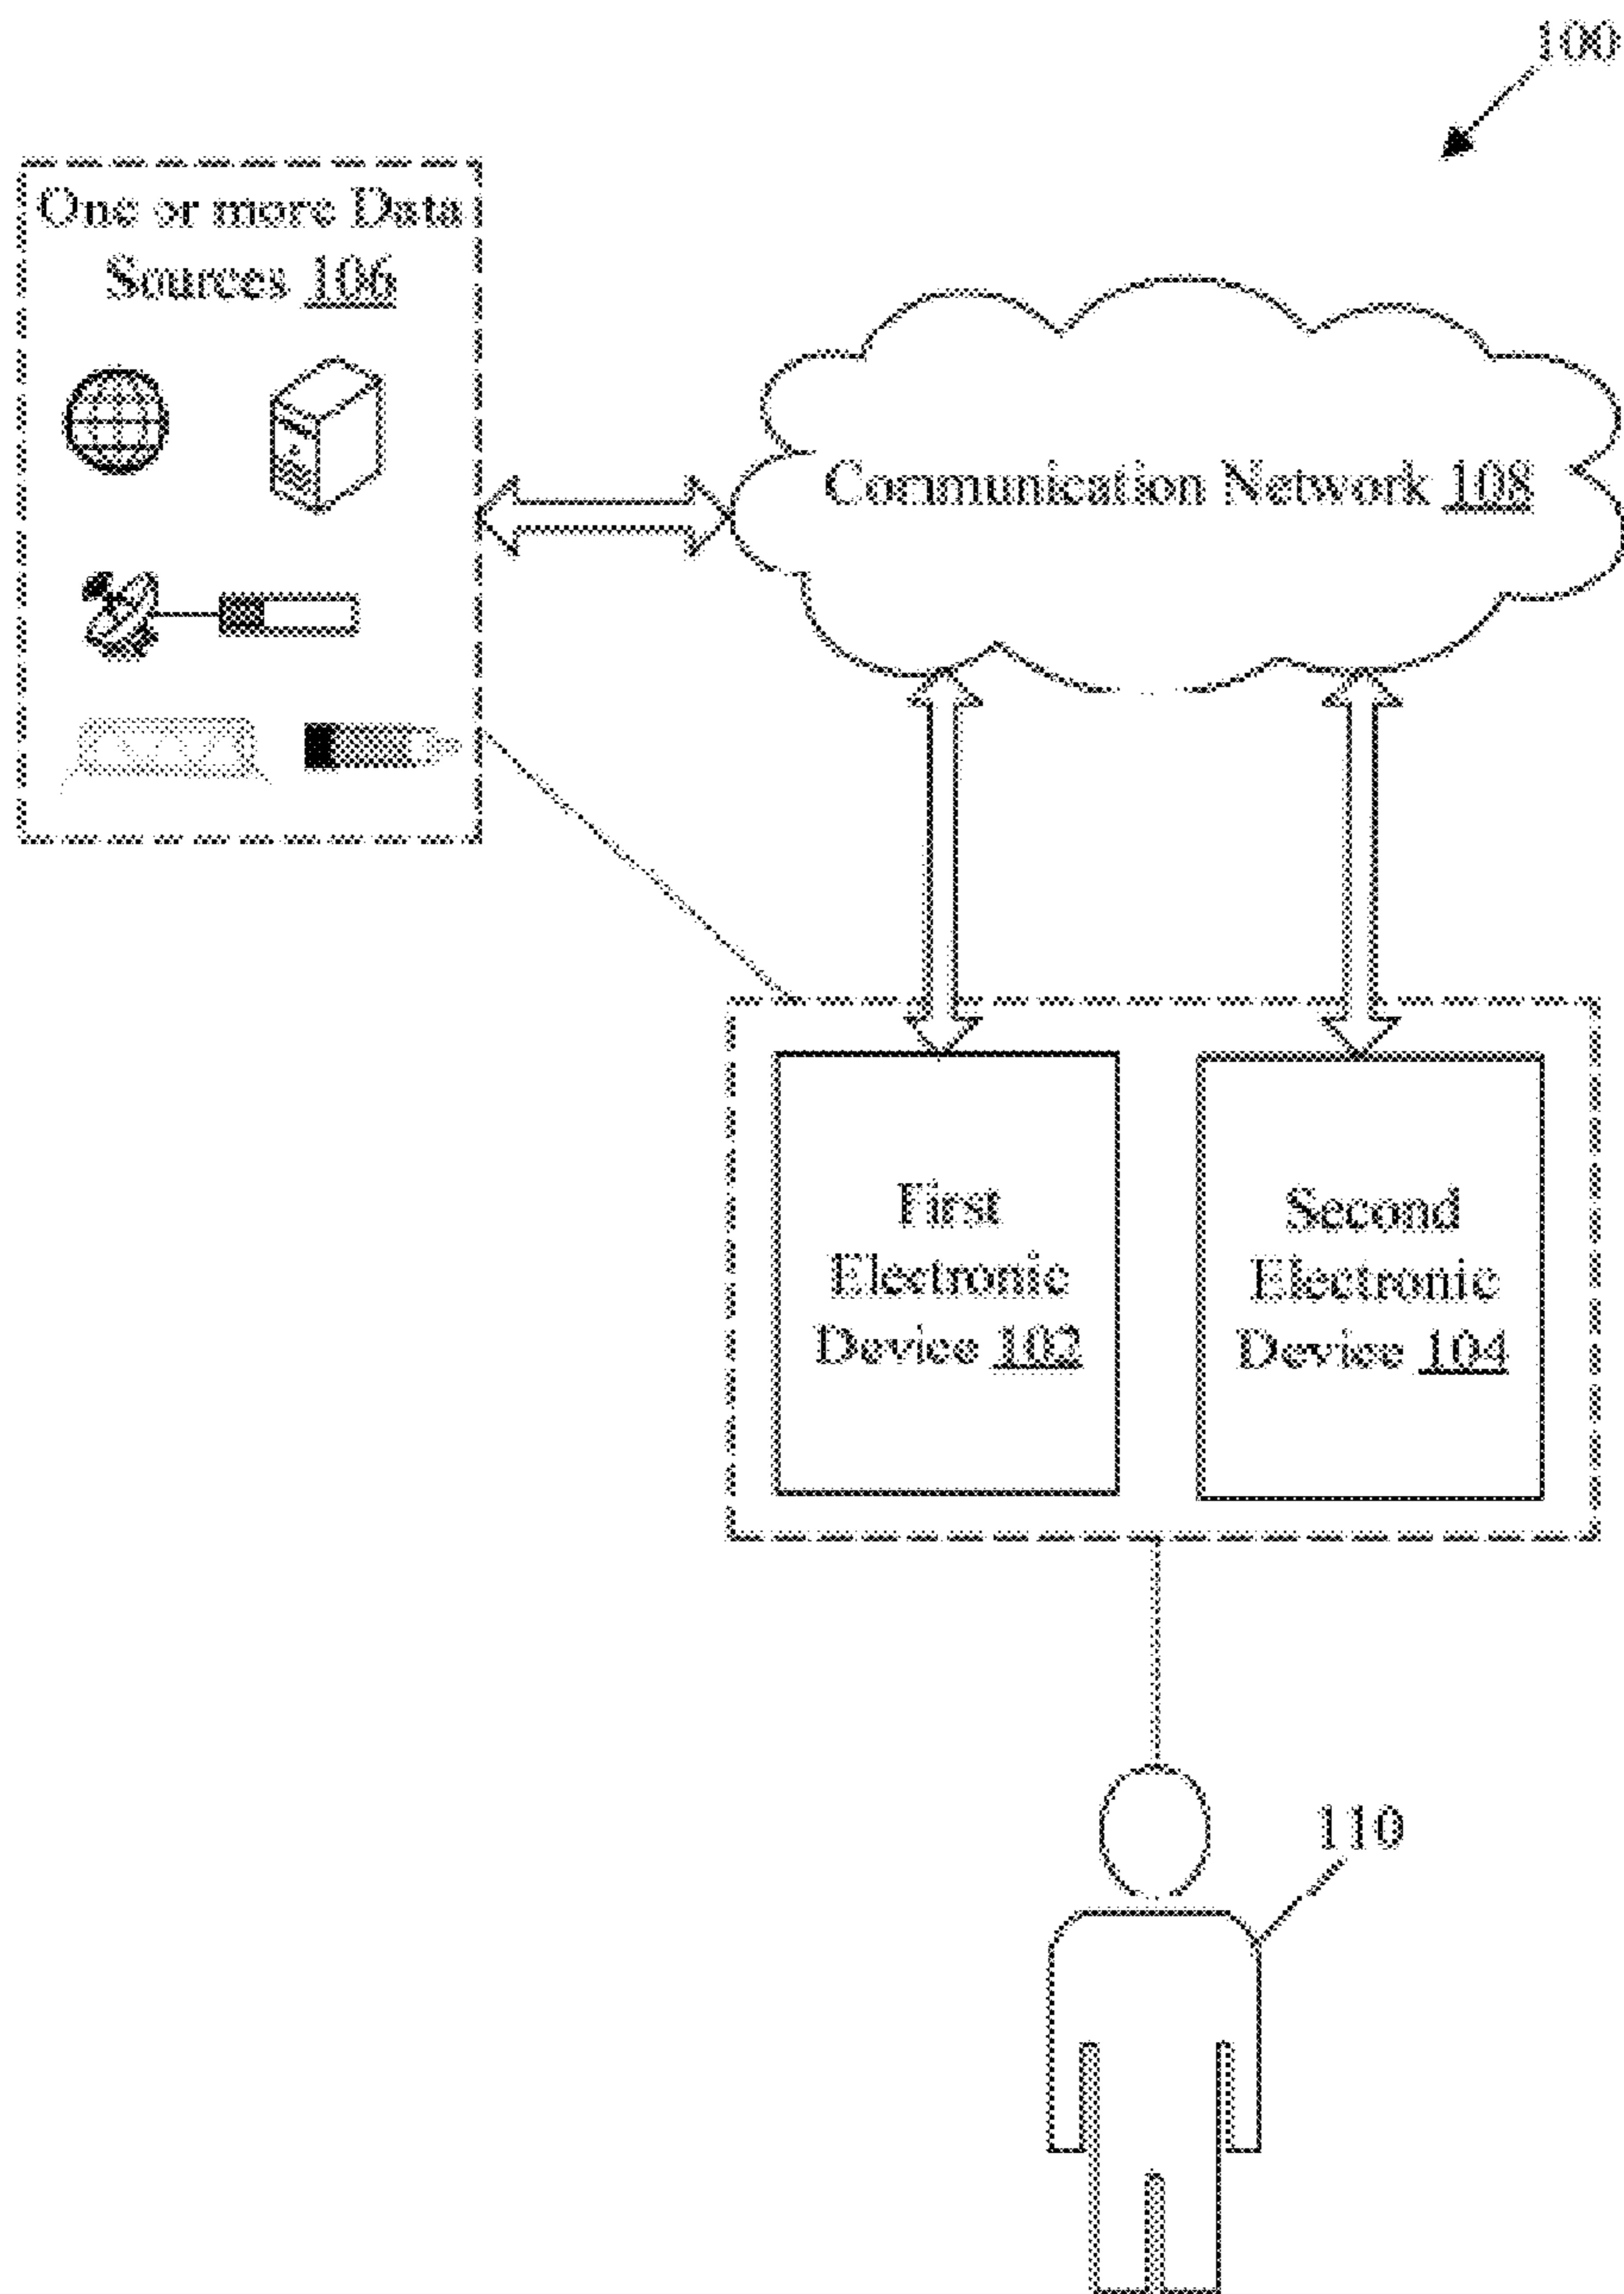 100
One or more Data
Sources 106
Communication Network 108
First
Electronic
Device 102
Second
Electronic
Device 104
110